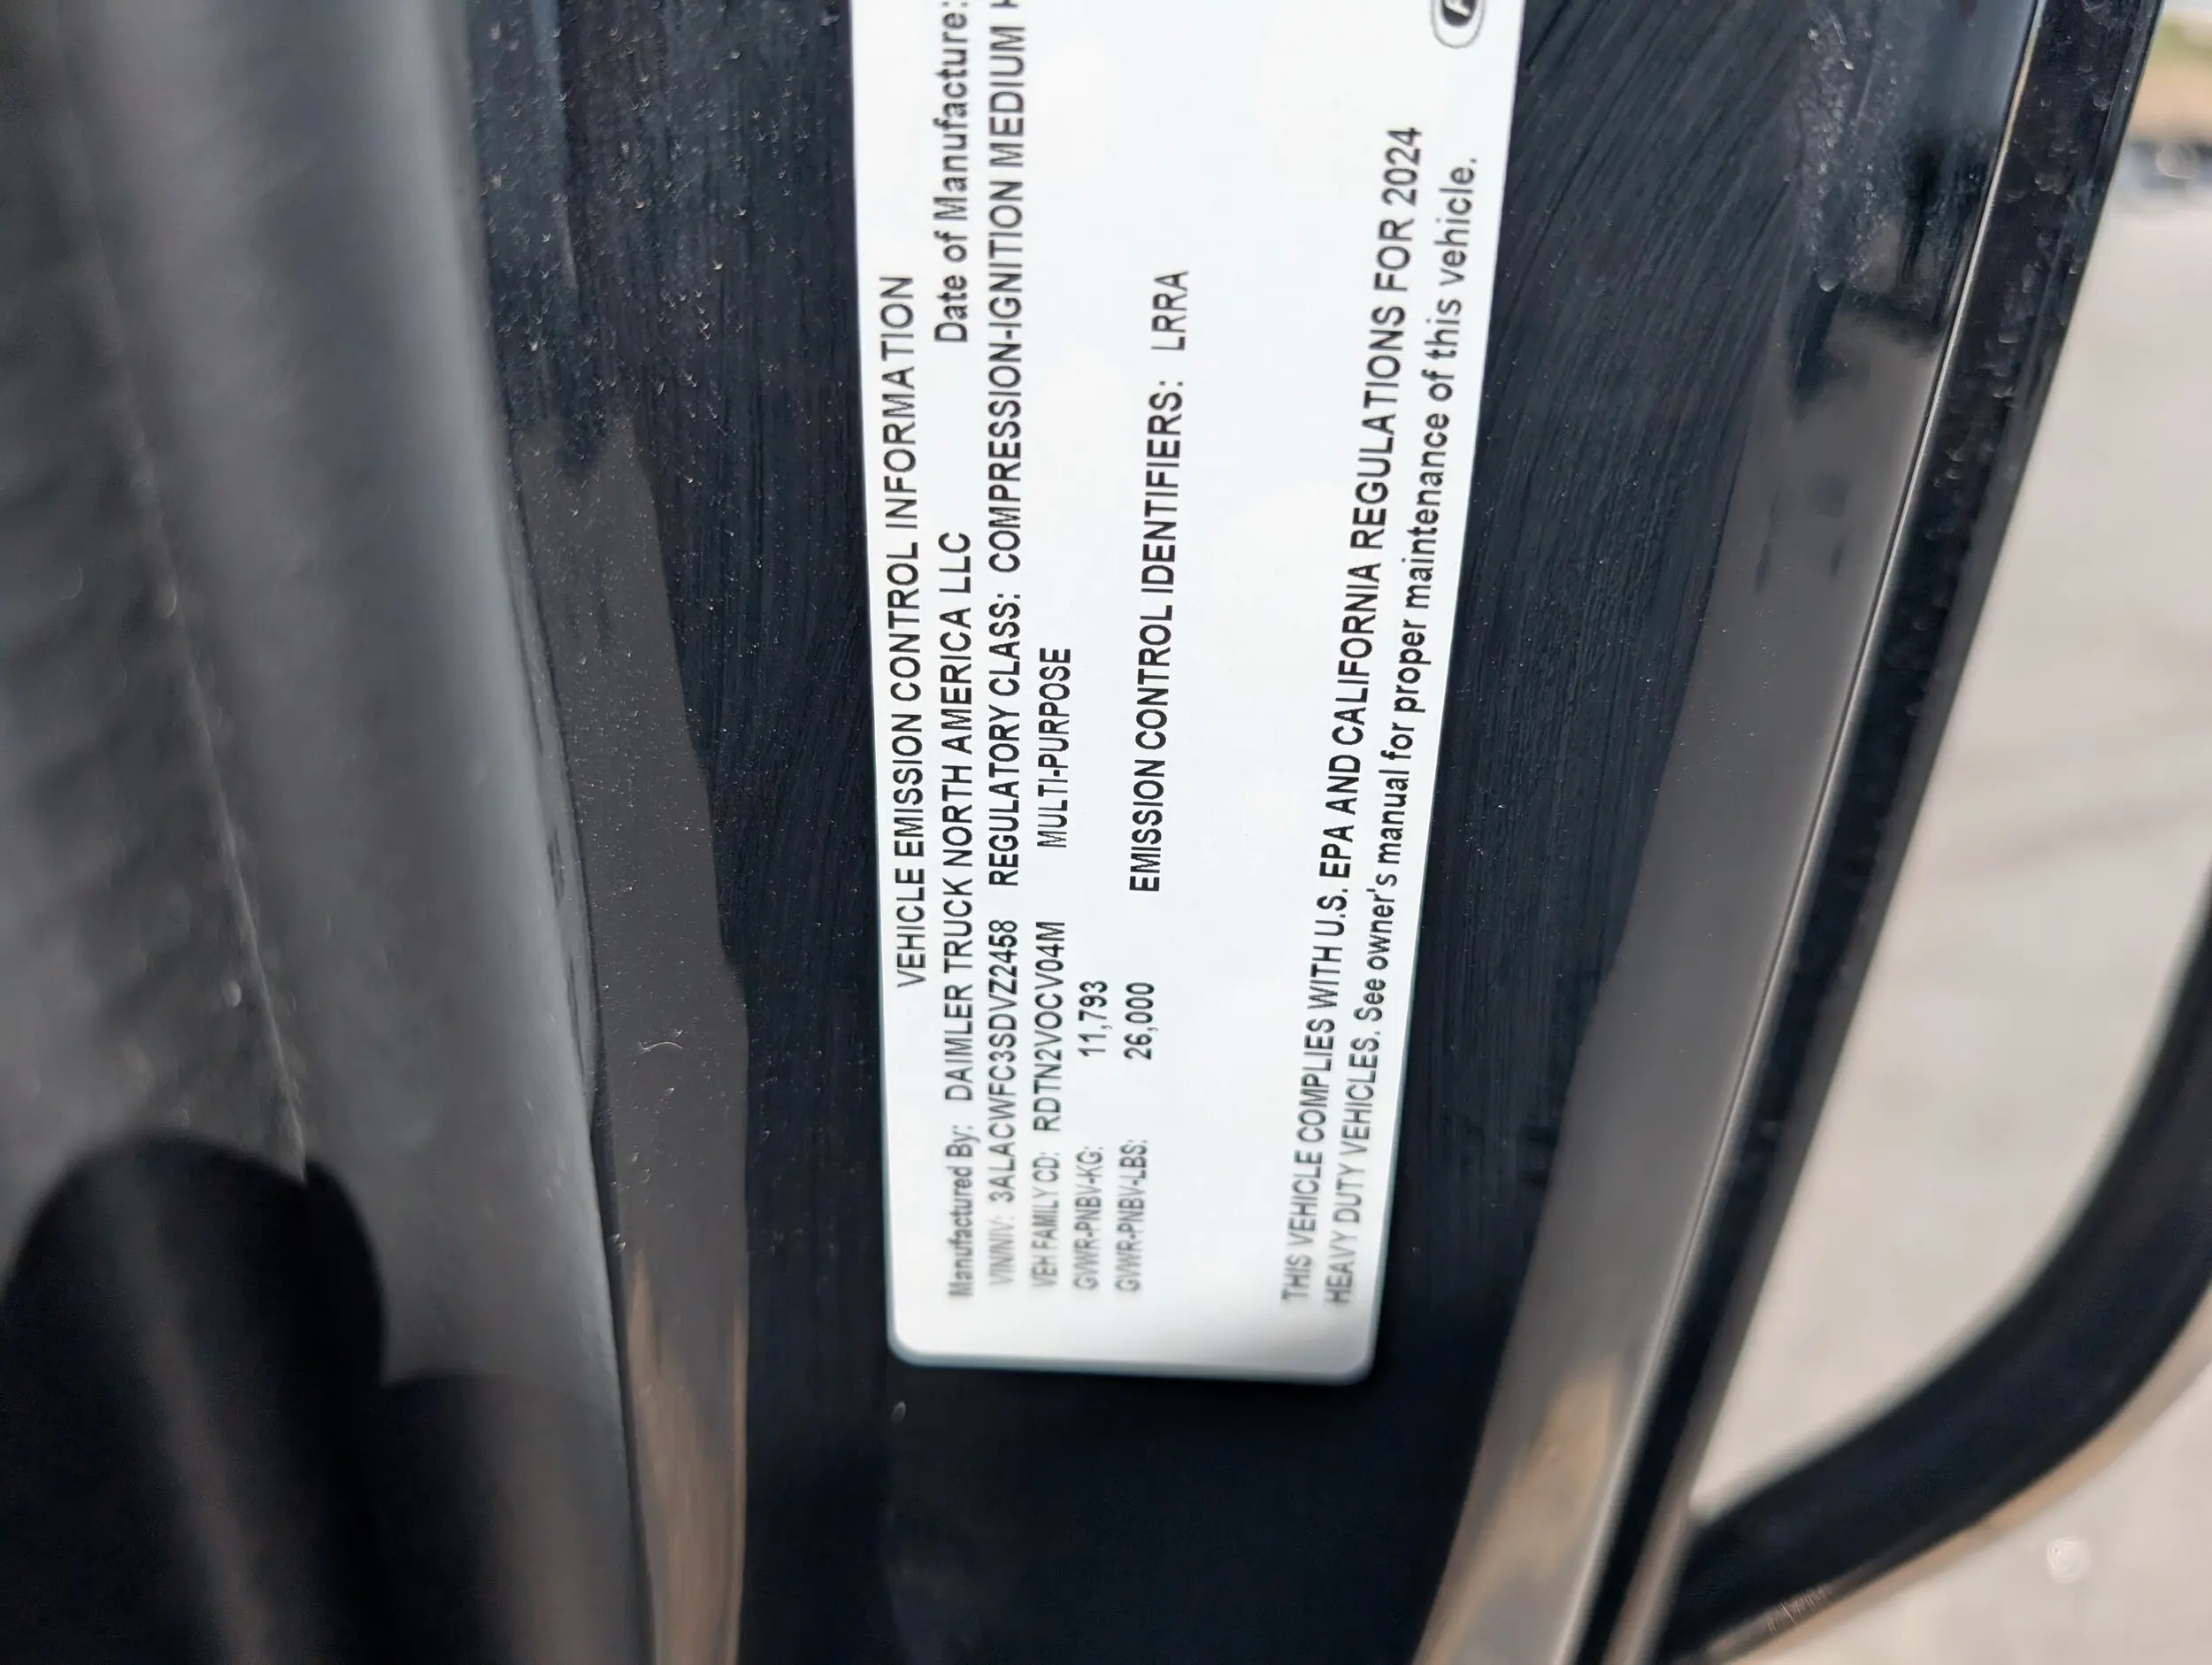 VEHICLE EMISSION CONTROL INFORMATION
Manufactured By: DAIMLER TRUCK NORTH AMERICA LLC Date of Manufacture:
VIN/NIV: 3ALACWFC3SDVZ2458 REGULATORY CLASS: COMPRESSION-IGNITION MEDIUM
VEH FAMILY CD: RDTN2VOCV04M MULTI-PURPOSE
GVWR-PNBV-KG: 11,793
GVWR-PNBV-LBS: 26,000 EMISSION CONTROL IDENTIFIERS: LRRA
THIS VEHICLE COMPLIES WITH U.S. EPA AND CALIFORNIA REGULATIONS FOR 2024
HEAVY DUTY VEHICLES. See owner's manual for proper maintenance of this vehicle.